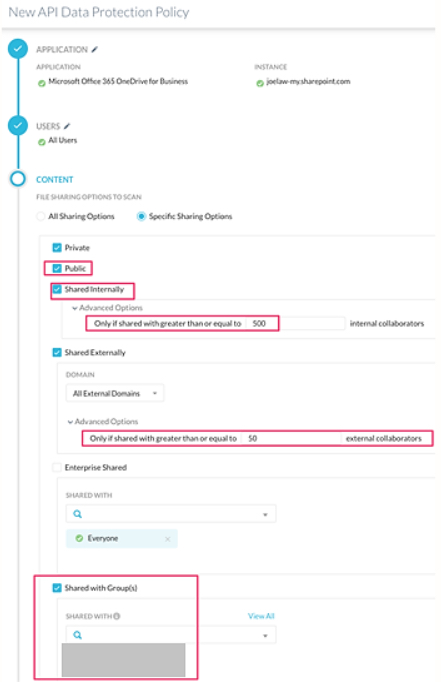 New API Data Protection Policy
APPLICATION
APPLICATION INSTANCE
Microsoft Office 365 OneDrive for Business joelaw-my.sharepoint.com
USERS
All Users
CONTENT
FILE SHARING OPTIONS TO SCAN
All Sharing Options Specific Sharing Options
Private
Public
Shared Internally
Advanced Options
Only if shared with greater than or equal to 500 internal collaborators
Shared Externally
DOMAIN
All External Domains
Advanced Options
Only if shared with greater than or equal to 50 external collaborators
Enterprise Shared
SHARED WITH
Everyone
Shared with Group(s)
SHARED WITH View All